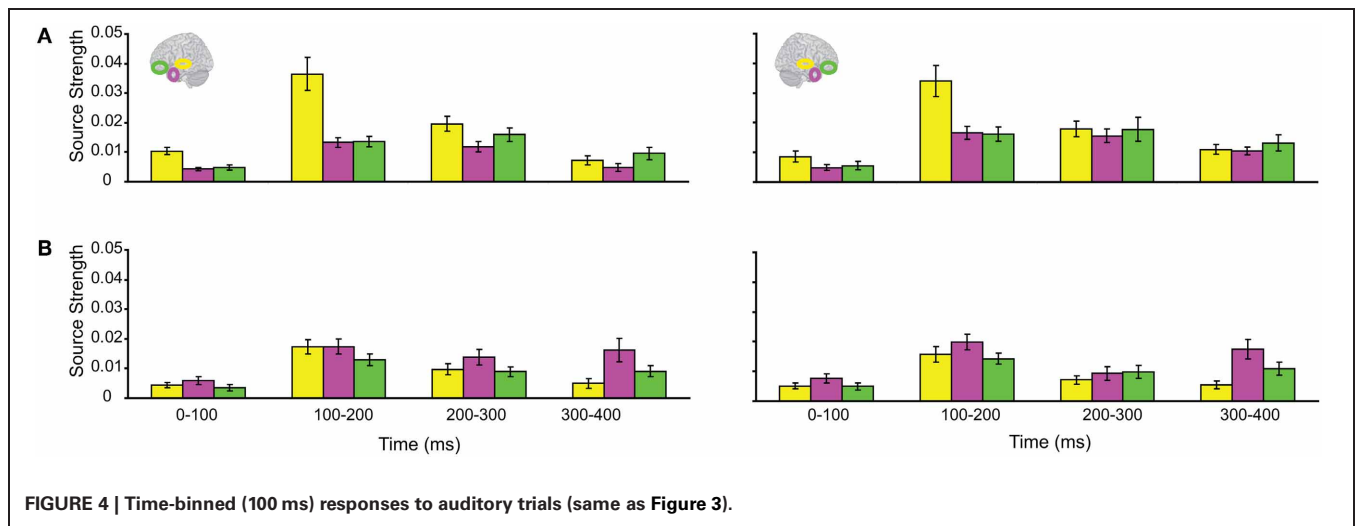 A
Source Strength
0.05
0.04
0.03
0.02
0.01
0
B
Source Strength
0.05
0.04
0.03
0.02
0.01
0
0-100 100-200 200-300 300-400
Time (ms)
0-100 100-200 200-300 300-400
Time (ms)
FIGURE 4 | Time-binned (100 ms) responses to auditory trials (same as Figure 3).